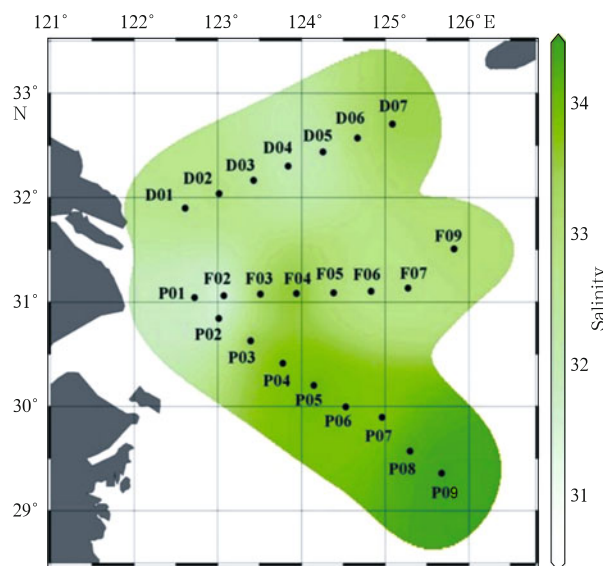 121° 122° 123° 124° 125° 126° E
33°
N
32°
31°
30°
29°
D07
D06
D05
D04
D03
D02
D01
F09
P01 F02 F03 F04 F05 F06 F07
P02
P03
P04
P05
P06
P07
P08
P09
34
33
32
31
Salinity